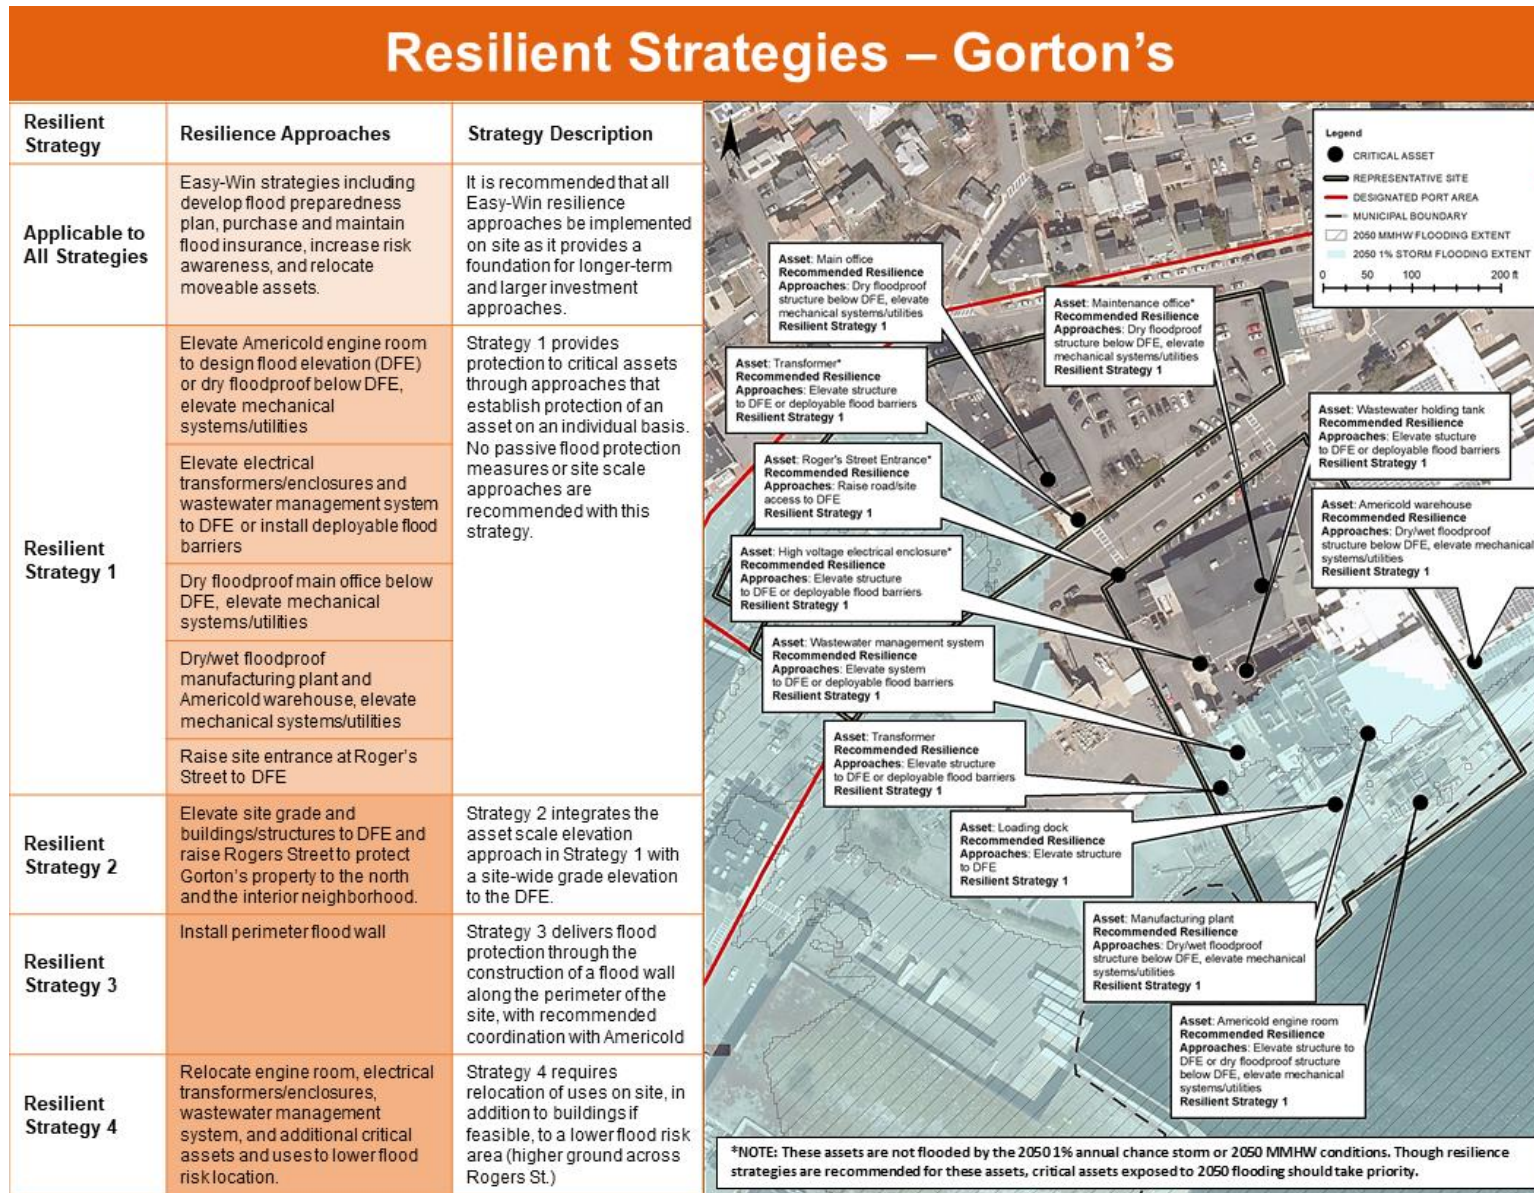 Resilient Strategies – Gorton's
Resilient
Strategy
Resilience Approaches
Strategy Description
Applicable to
All Strategies
Easy-Win strategies including
develop flood preparedness
plan, purchase and maintain
flood insurance, increase risk
awareness, and relocate
moveable assets.
It is recommended that all
Easy-Win resilience
approaches be implemented
on site as it provides a
foundation for longer-term
and larger investment
approaches.
Resilient
Strategy 1
Elevate Americold engine room
to design flood elevation (DFE)
or dry floodproof below DFE,
elevate mechanical
systems/utilities
Elevate electrical
transformers/enclosures and
wastewater management system
to DFE or install deployable flood
barriers
Dry floodproof main office below
DFE, elevate mechanical
systems/utilities
Dry/wet floodproof
manufacturing plant and
Americold warehouse, elevate
mechanical systems/utilities
Raise site entrance at Roger's
Street to DFE
Strategy 1 provides
protection to critical assets
through approaches that
establish protection of an
asset on an individual basis.
No passive flood protection
measures or site scale
approaches are
recommended with this
strategy.
Resilient
Strategy 2
Elevate site grade and
buildings/structures to DFE and
raise Rogers Street to protect
Gorton's property to the north
and the interior neighborhood.
Strategy 2 integrates the
asset scale elevation
approach in Strategy 1 with
a site-wide grade elevation
to the DFE.
Resilient
Strategy 3
Install perimeter flood wall
Strategy 3 delivers flood
protection through the
construction of a flood wall
along the perimeter of the
site, with recommended
coordination with Americold
Resilient
Strategy 4
Relocate engine room, electrical
transformers/enclosures,
wastewater management
system, and additional critical
assets and uses to lower flood
risk location.
Strategy 4 requires
relocation of uses on site, in
addition to buildings if
feasible, to a lower flood risk
area (higher ground across
Rogers St.)
Legend
CRITICAL ASSET
REPRESENTATIVE SITE
DESIGNATED PORT AREA
MUNICIPAL BOUNDARY
2050 MMHW FLOODING EXTENT
2050 1% STORM FLOODING EXTENT
0 50 100 200 ft
Asset: Main office
Recommended Resilience
Approaches: Dry floodproof
structure below DFE, elevate
mechanical systems/utilities
Resilient Strategy 1
Asset: Maintenance office*
Recommended Resilience
Approaches: Dry floodproof
structure below DFE, elevate
mechanical systems/utilities
Resilient Strategy 1
Asset: Transformer*
Recommended Resilience
Approaches: Elevate structure
to DFE or deployable flood barriers
Resilient Strategy 1
Asset: Wastewater holding tank
Recommended Resilience
Approaches: Elevate stucture
to DFE or deployable flood barriers
Resilient Strategy 1
Asset: Roger's Street Entrance*
Recommended Resilience
Approaches: Raise road/site
access to DFE
Resilient Strategy 1
Asset: Americold warehouse
Recommended Resilience
Approaches: Dry/wet floodproof
structure below DFE, elevate mechanical
systems/utilities
Resilient Strategy 1
Asset: High voltage electrical enclosure*
Recommended Resilience
Approaches: Elevate structure
to DFE or deployable flood barriers
Resilient Strategy 1
Asset: Wastewater management system
Recommended Resilience
Approaches: Elevate system
to DFE or deployable flood barriers
Resilient Strategy 1
Asset: Transformer
Recommended Resilience
Approaches: Elevate structure
to DFE or deployable flood barriers
Resilient Strategy 1
Asset: Loading dock
Recommended Resilience
Approaches: Elevate structure
to DFE
Resilient Strategy 1
Asset: Manufacturing plant
Recommended Resilience
Approaches: Dry/wet floodproof
structure below DFE, elevate mechanical
systems/utilities
Resilient Strategy 1
Asset: Americold engine room
Recommended Resilience
Approaches: Elevate structure to
DFE or dry floodproof structure
below DFE, elevate mechanical
systems/utilities
Resilient Strategy 1
*NOTE: These assets are not flooded by the 2050 1% annual chance storm or 2050 MMHW conditions. Though resilience
strategies are recommended for these assets, critical assets exposed to 2050 flooding should take priority.